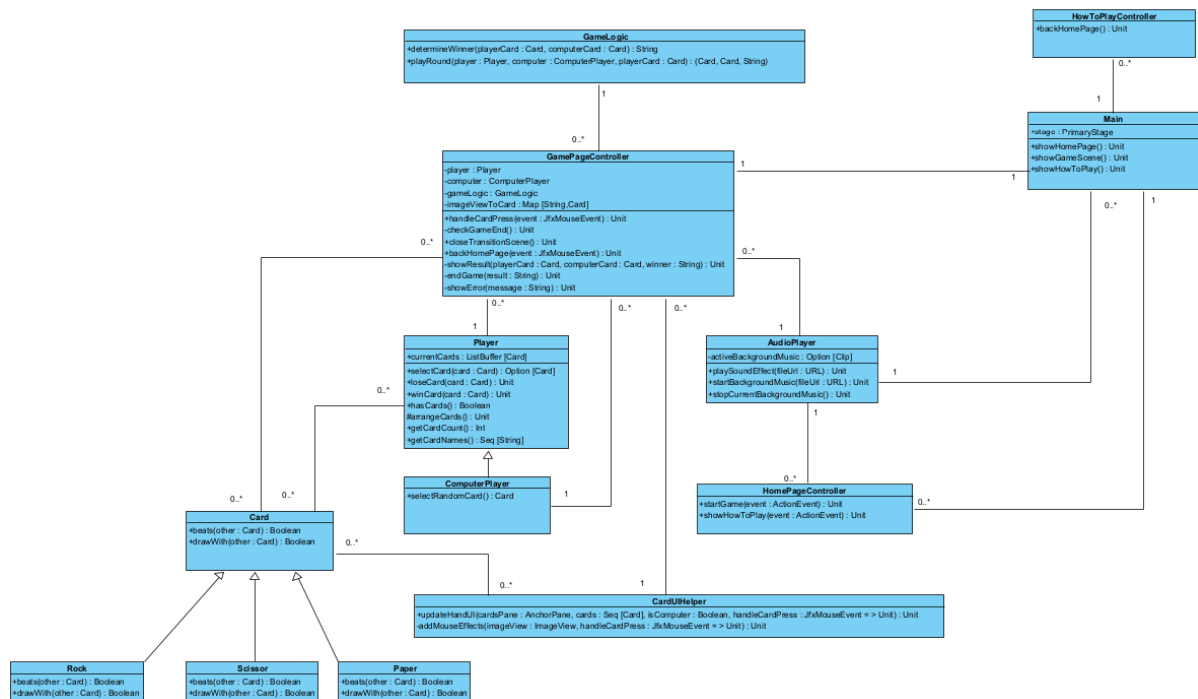 HowToPlayController
+backHomePage() : Unit
0..*
1
GameLogic
+determineWinner(playerCard : Card, computerCard : Card) : String
+playRound(player : Player, computer : ComputerPlayer, playerCard : Card) : (Card, Card, String)
1
0..*
Main
+stage : PrimaryStage
+showHomePage() : Unit
+showGameScene() : Unit
+showHowToPlay() : Unit
GamePageController
-player : Player
-computer : ComputerPlayer
-gameLogic : GameLogic
-imageViewToCard : Map [String,Card]
+handleCardPress(event : JfxMouseEvent) : Unit
-checkGameEnd() : Unit
+closeTransitionScene() : Unit
+backHomePage(event : JfxMouseEvent) : Unit
-showResult(playerCard : Card, computerCard : Card, winner : String) : Unit
-endGame(result : String) : Unit
-showError(message : String) : Unit
1
1
0..*
1
0..*
0..*
0..*
0..*
0..*
1
1
Player
+currentCards : ListBuffer [Card]
+selectCard(card : Card) : Option [Card]
+loseCard(card : Card) : Unit
+winCard(card : Card) : Unit
+hasCards() : Boolean
#arrangeCards() : Unit
+getCardCount() : Int
+getCardNames() : Seq [String]
0..*
AudioPlayer
-activeBackgroundMusic : Option [Clip]
+playSoundEffect(fileUrl : URL) : Unit
+startBackgroundMusic(fileUrl : URL) : Unit
+stopCurrentBackgroundMusic() : Unit
1
1
0..*
ComputerPlayer
+selectRandomCard() : Card
1
HomePageController
+startGame(event : ActionEvent) : Unit
+showHowToPlay(event : ActionEvent) : Unit
0..*
0..*
0..*
Card
+beats(other : Card) : Boolean
+drawWith(other : Card) : Boolean
0..*
0..*
1
CardUIHelper
+updateHandUI(cardsPane : AnchorPane, cards : Seq [Card], isComputer : Boolean, handleCardPress : JfxMouseEvent = > Unit) : Unit
-addMouseEffects(imageView : ImageView, handleCardPress : JfxMouseEvent = > Unit) : Unit
Rock
+beats(other : Card) : Boolean
+drawWith(other : Card) : Boolean
Scissor
+beats(other : Card) : Boolean
+drawWith(other : Card) : Boolean
Paper
+beats(other : Card) : Boolean
+drawWith(other : Card) : Boolean